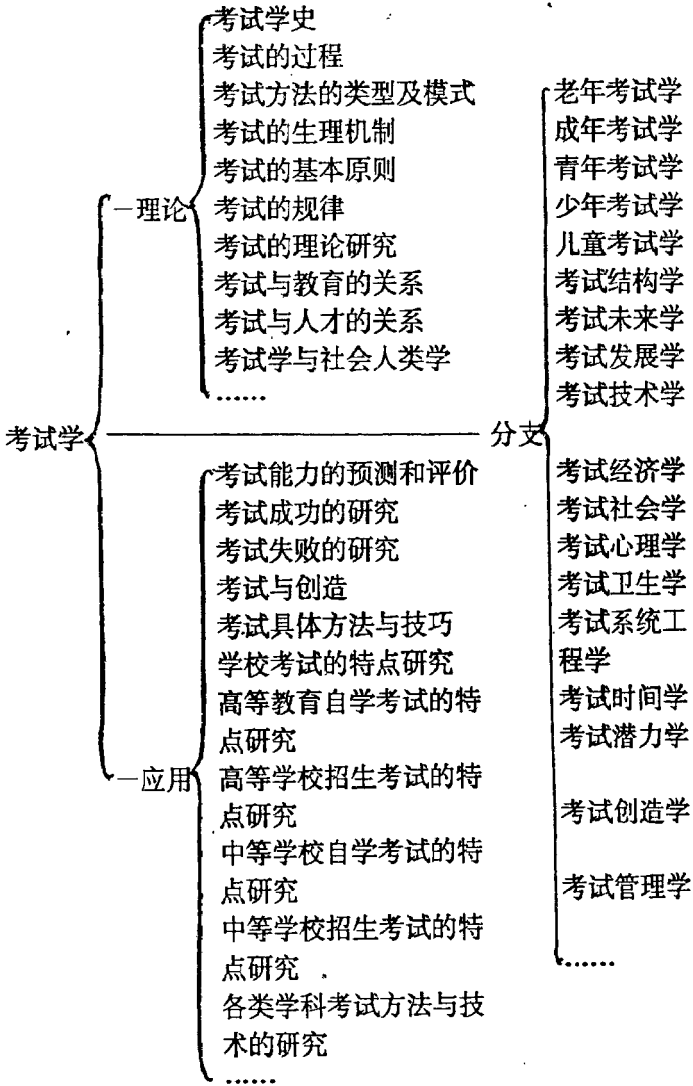 考试学
一理论
考试学史
考试的过程
考试方法的类型及模式
考试的生理机制
考试的基本原则
考试的规律
考试的理论研究
考试与教育的关系
考试与人才的关系
考试学与社会人类学
……
一应用
考试能力的预测和评价
考试成功的研究
考试失败的研究
考试与创造
考试具体方法与技巧
学校考试的特点研究
高等教育自学考试的特
点研究
高等学校招生考试的特
点研究
中等学校自学考试的特
点研究
中等学校招生考试的特
点研究
各类学科考试方法与技
术的研究
……
分支
老年考试学
成年考试学
青年考试学
少年考试学
儿童考试学
考试结构学
考试未来学
考试发展学
考试技术学
考试经济学
考试社会学
考试心理学
考试卫生学
考试系统工
程学
考试时间学
考试潜力学
考试创造学
考试管理学
……